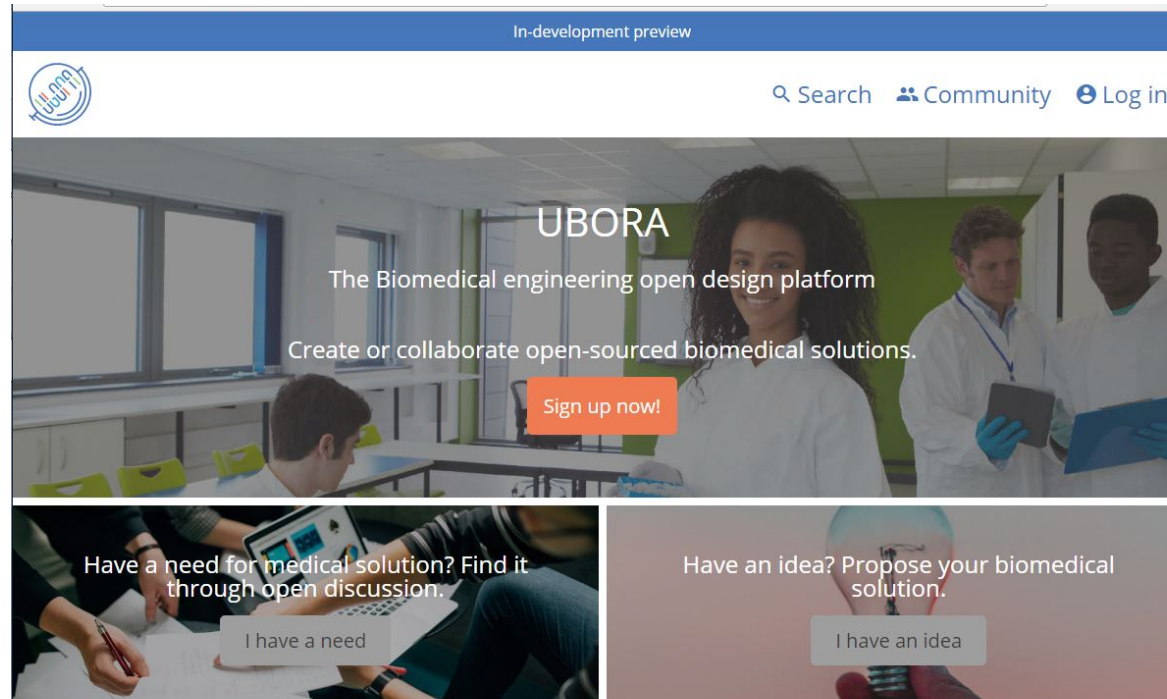 In-development preview
Search Community Log in
UBORA
The Biomedical engineering open design platform
Create or collaborate open-sourced biomedical solutions.
Sign up now!
Have a need for medical solution? Find it
through open discussion.
I have a need
Have an idea? Propose your biomedical
solution.
I have an idea